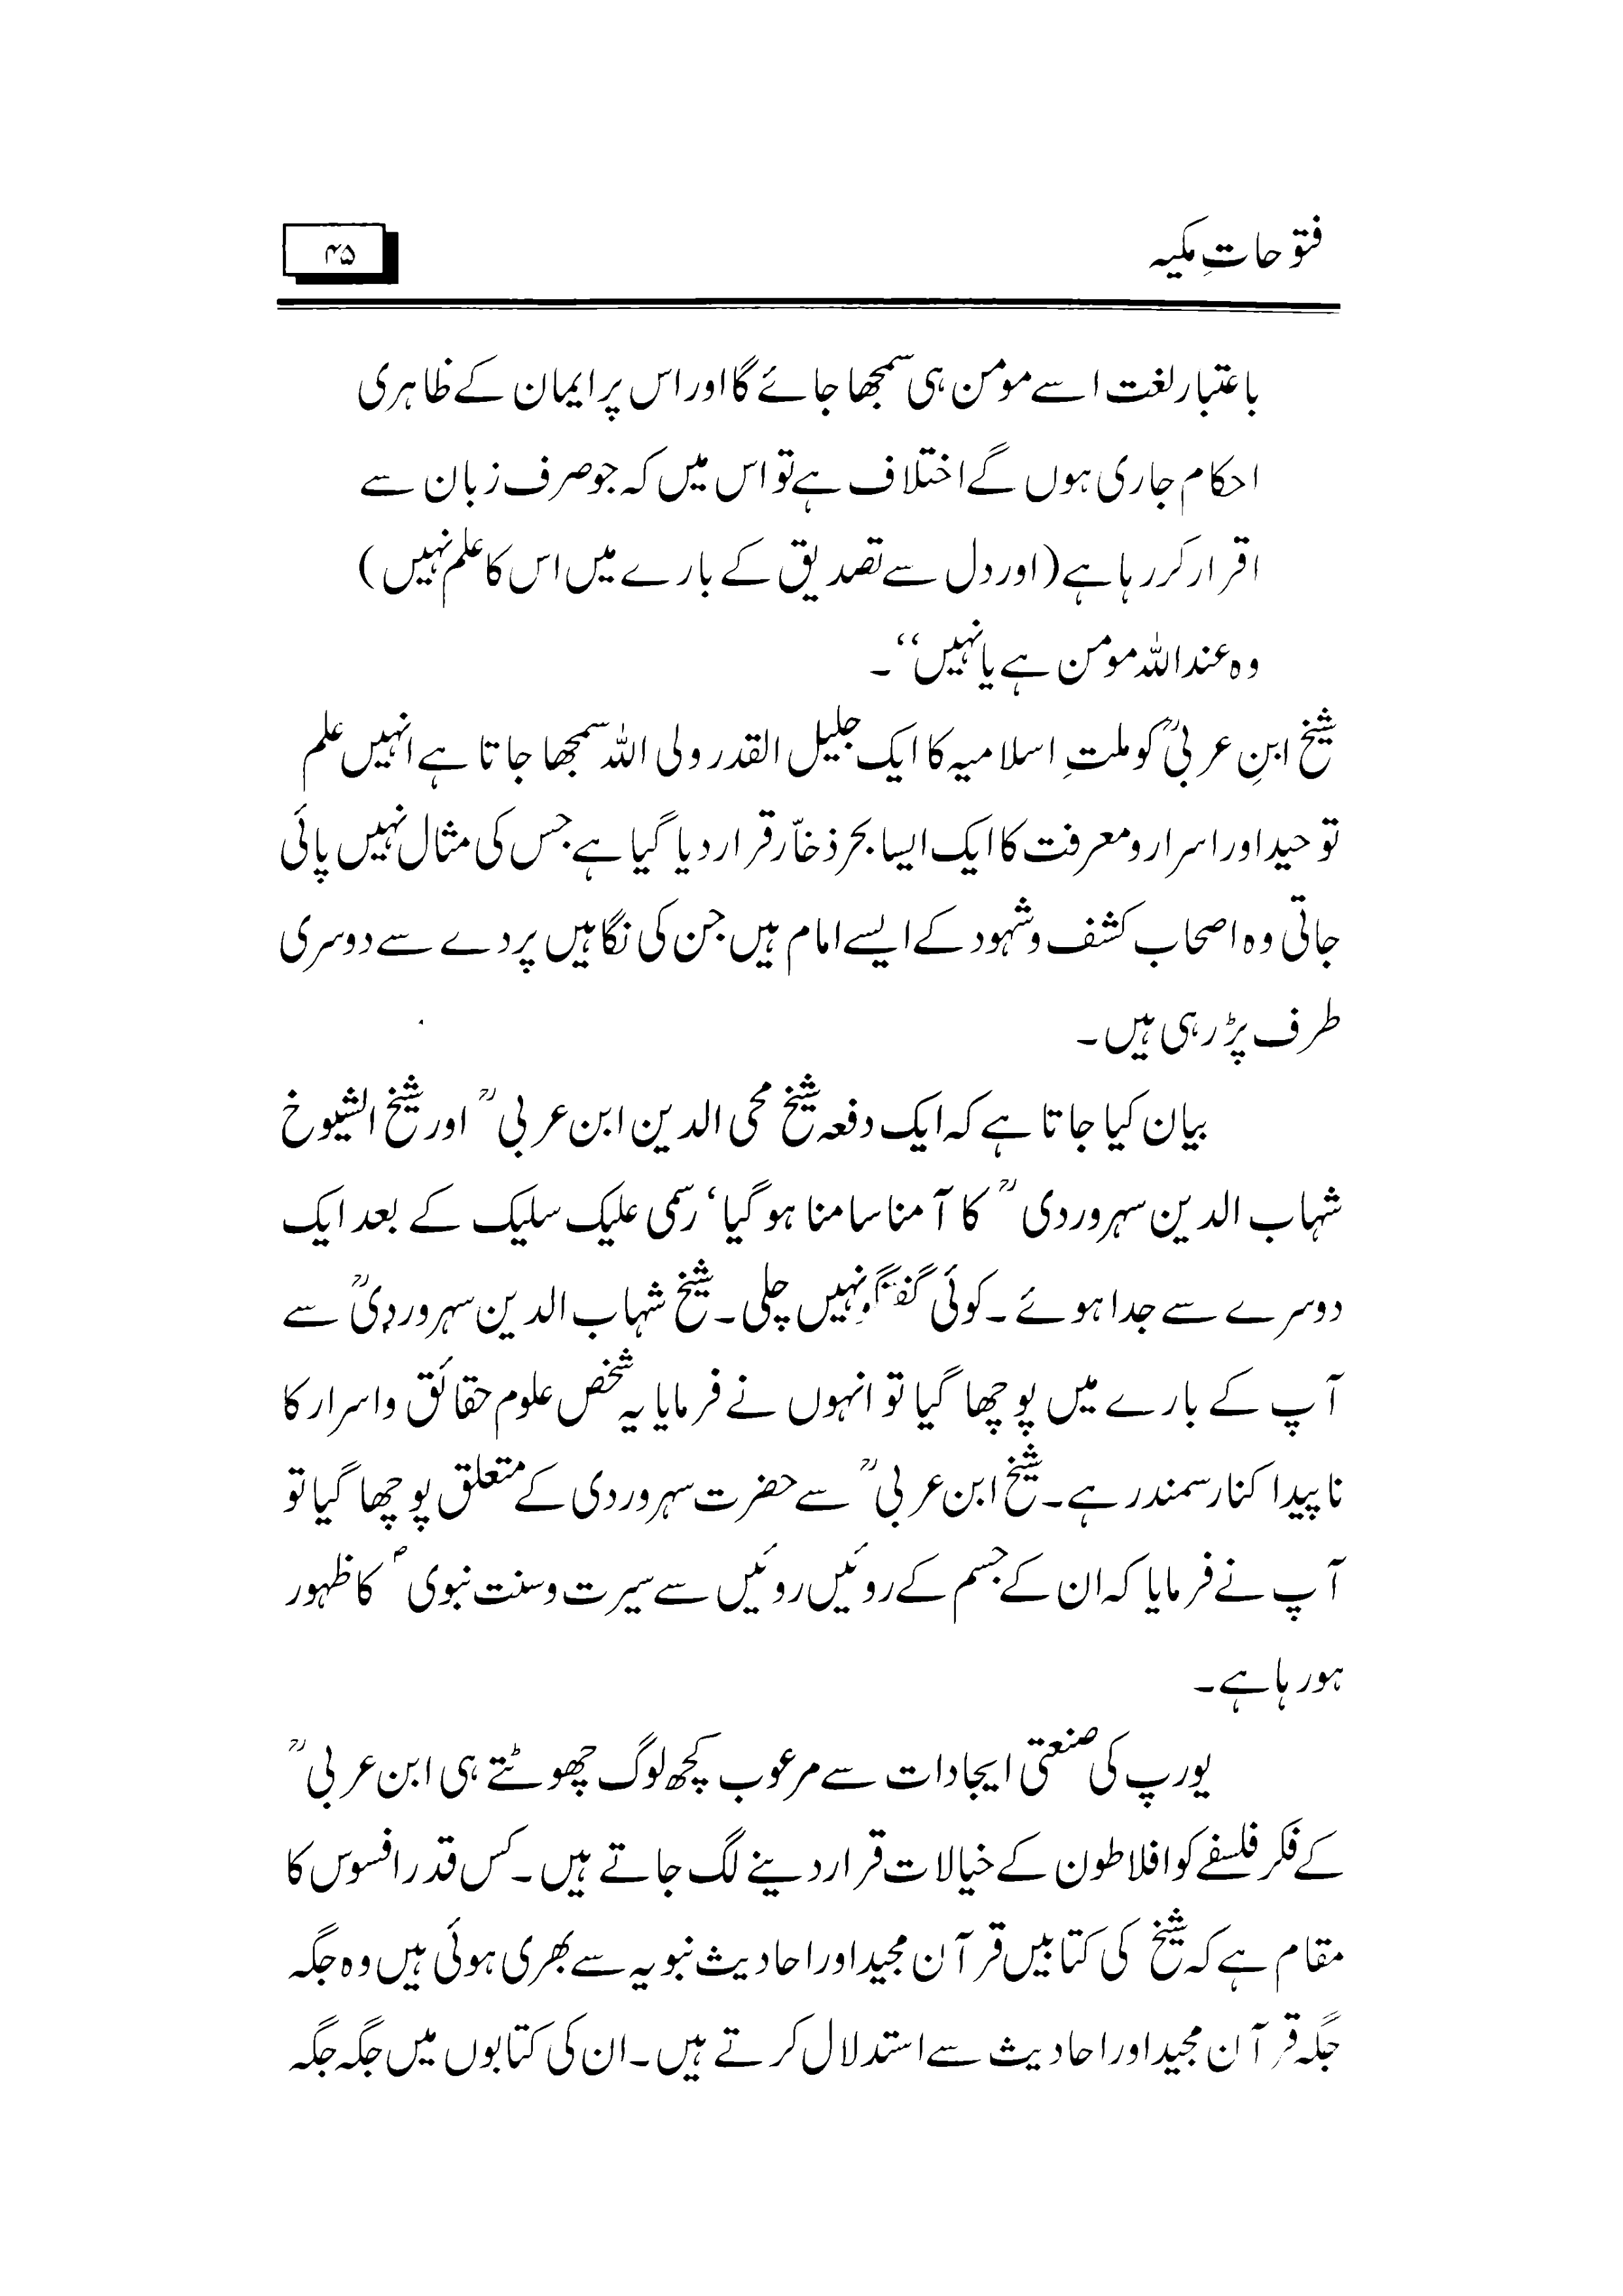 فتوحاتِ مکیہ ۴۵
باعتبار لغت اسے مومن ہی سمجھا جائے گا اور اس پر ایمان کے ظاہری
احکام جاری ہوں گے اختلاف ہے تو اس میں کہ جو صرف زبان سے
اقرار کر رہا ہے (اور دل سے تصدیق کے بارے میں اس کا علم نہیں)
وہ عند اللہ مومن ہے یا نہیں‘‘۔
شیخ ابنِ عربیؒ کو ملتِ اسلامیہ کا ایک جلیل القدر ولی اللہ سمجھا جاتا ہے انہیں علم
توحید اور اسرار و معرفت کا ایک ایسا بحر ذخاّر قرار دیا گیا ہے جس کی مثال نہیں پائی
جاتی وہ اصحاب کشف و شہود کے ایسے امام ہیں جن کی نگاہیں پردے سے دوسری
طرف پڑ رہی ہیں۔
بیان کیا جاتا ہے کہ ایک دفعہ شیخ محی الدین ابن عربیؒ اور شیخ الشیوخ
شہاب الدین سہروردیؒ کا آمنا سامنا ہو گیا‘ رسمی علیک سلیک کے بعد ایک
دوسرے سے جدا ہوئے۔ کوئی گفتگو نہیں چلی۔ شیخ شہاب الدین سہروردیؒ سے
آپ کے بارے میں پوچھا گیا تو انہوں نے فرمایا یہ شخص علوم حقائق و اسرار کا
ناپیدا کنار سمندر ہے۔ شیخ ابن عربیؒ سے حضرت سہروردی کے متعلق پوچھا گیا تو
آپ نے فرمایا کہ ان کے جسم کے روئیں روئیں سے سیرت و سنت نبویؐ کا ظہور
ہو رہا ہے۔
یورپ کی صنعتی ایجادات سے مرعوب کچھ لوگ چھوٹتے ہی ابن عربیؒ
کے فکر فلسفے کو افلاطون کے خیالات قرار دینے لگ جاتے ہیں۔ کس قدر افسوس کا
مقام ہے کہ شیخ کی کتابیں قرآن مجید اور احادیث نبویہ سے بھری ہوئی ہیں وہ جگہ
جگہ قرآن مجید اور احادیث سے استدلال کرتے ہیں۔ ان کی کتابوں میں جگہ جگہ